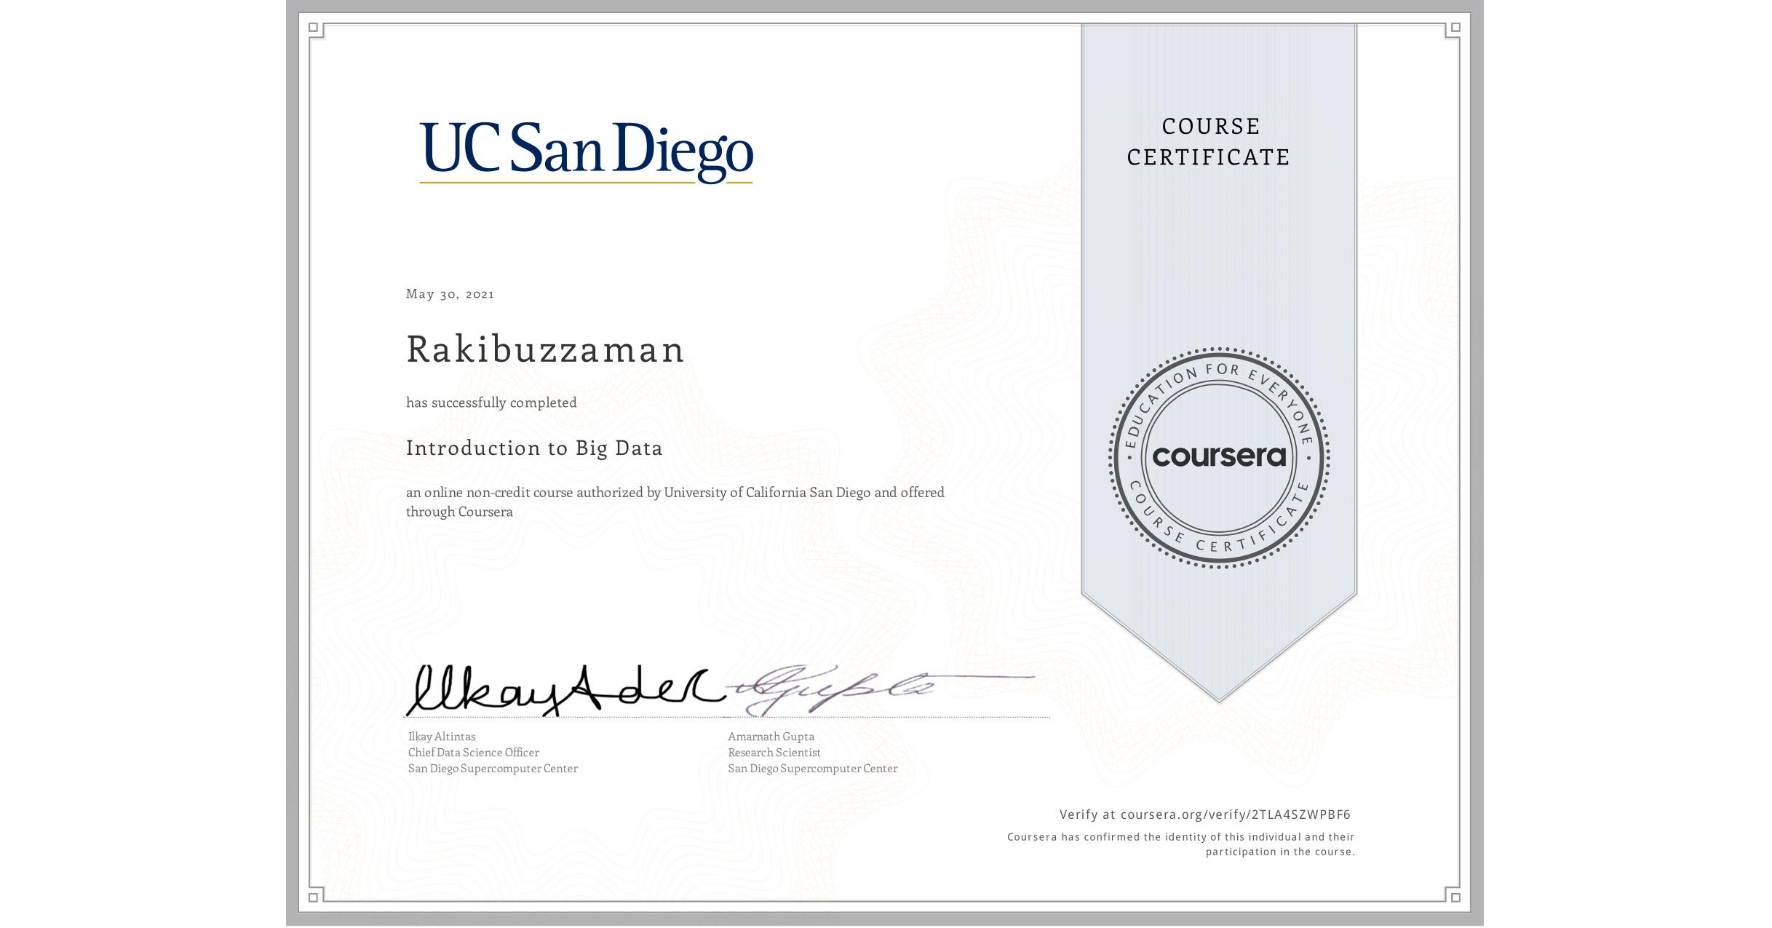 UC San Diego
COURSE
CERTIFICATE
May 30, 2021
Rakibuzzaman
has successfully completed
Introduction to Big Data
an online non-credit course authorized by University of California San Diego and offered
through Coursera
EDUCATION FOR EVERYONE
coursera
COURSE CERTIFICATE
Ilkay Altintas
Chief Data Science Officer
San Diego Supercomputer Center
Amarnath Gupta
Research Scientist
San Diego Supercomputer Center
Verify at coursera.org/verify/2TLA4SZWPBF6
Coursera has confirmed the identity of this individual and their
participation in the course.